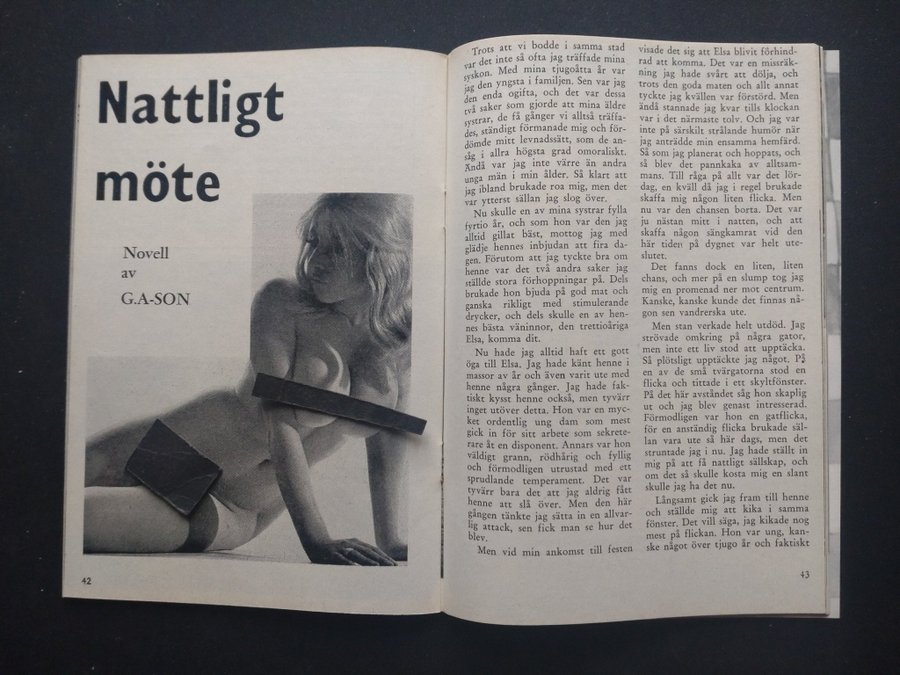 Nattligt
möte
Novell
av
G.A-SON
42
Trots att vi bodde i samma stad
var det inte så ofta jag träffade mina
syskon. Med mina tjugoåtta år var
jag den yngsta i familjen. Sen var jag
den enda ogifta, och det var dessa
två saker som gjorde att mina äldre
systrar, de få gånger vi alltså träffa-
des, ständigt förmanade mig och för-
dömde mitt levnadssätt, som de an-
såg i allra högsta grad omoraliskt.
Ändå var jag inte värre än andra
unga män i min ålder. Så klart att
jag ibland brukade roa mig, men det
var ytterst sällan jag slog över.
Nu skulle en av mina systrar fylla
fyrtio år, och som hon var den jag
alltid gillat bäst, mottog jag med
glädje hennes inbjudan att fira da-
gen. Förutom att jag tyckte bra om
henne var det två andra saker jag
ställde stora förhoppningar på. Dels
brukade hon bjuda på god mat och
ganska rikligt med stimulerande
drycker, och dels skulle en av hen-
nes bästa väninnor, den trettioåriga
Elsa, komma dit.
Nu hade jag alltid haft ett gott
öga till Elsa. Jag hade känt henne i
massor av år och även varit ute med
henne några gånger. Jag hade fak-
tiskt kysst henne också, men tyvärr
inget utöver detta. Hon var en myc-
ket ordentlig ung dam som mest
gick in för sitt arbete som sekrete-
rare åt en disponent. Annars var hon
väldigt grann, rödhårig och fyllig
och förmodligen utrustad med ett
sprudlande temperament. Det var
tyvärr bara det att jag aldrig fått
henne att slå över. Men den här
gången tänkte jag sätta in en allvar-
lig attack, sen fick man se hur det
blev.
Men vid min ankomst till festen
visade det sig att Elsa blivit förhind-
rad att komma. Det var en missräk-
ning jag hade svårt att dölja, och
trots den goda maten och allt annat
tyckte jag kvällen var förstörd. Men
ändå stannade jag kvar tills klockan
var i det närmaste tolv. Och jag var
inte på särskilt strålande humör när
jag anträdde min ensamma hemfärd.
Så som jag planerat och hoppats, och
så blev det pannkaka av alltsam-
mans. Till råga på allt var det lör-
dag, en kväll då jag i regel brukade
skaffa mig någon liten flicka. Men
nu var den chansen borta. Det var
ju nästan mitt i natten, och att
skaffa någon sängkamrat vid den
här tiden på dygnet var helt ute-
slutet.
Det fanns dock en liten, liten
chans, och mer på en slump tog jag
mig en promenad ner mot centrum.
Kanske, kanske kunde det finnas nå-
gon sen vandrerska ute.
Men stan verkade helt utdöd. Jag
strövade omkring på några gator,
men inte ett liv stod att upptäcka.
Så plötsligt upptäckte jag något. På
en av de små tvärgatorna stod en
flicka och tittade i ett skyltfönster.
På det här avståndet såg hon skaplig
ut och jag blev genast intresserad.
Förmodligen var hon en gatflicka,
för en anständig flicka brukade säl-
lan vara ute så här dags, men det
struntade jag i nu. Jag hade ställt in
mig på att få nattligt sällskap, och
om det så skulle kosta mig en slant
skulle jag ha det nu.
Långsamt gick jag fram till henne
och ställde mig att kika i samma
fönster. Det vill säga, jag kikade nog
mest på flickan. Hon var ung, kan-
ske något över tjugo år och faktiskt
43